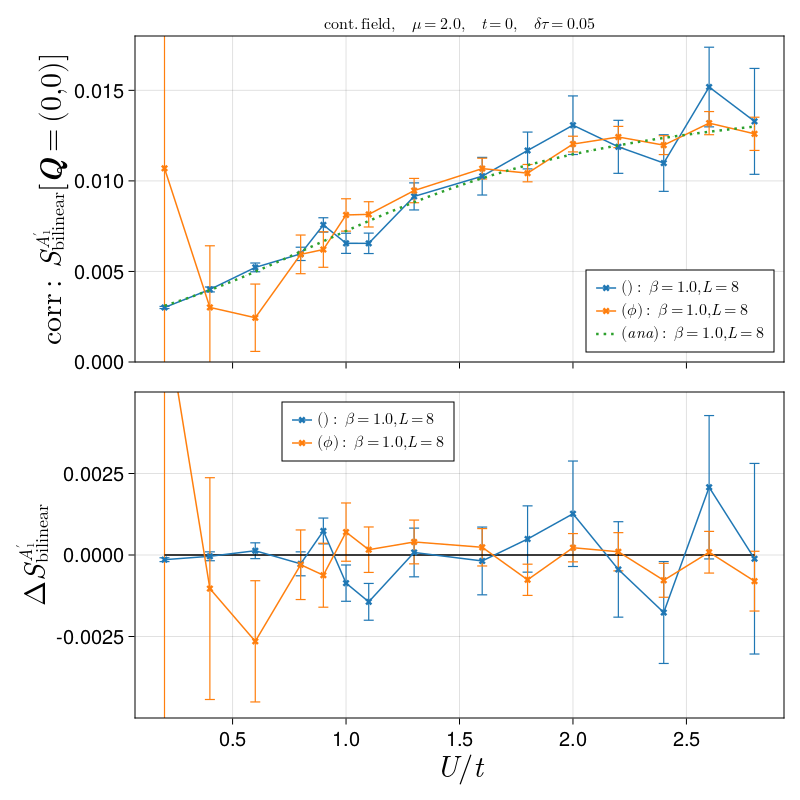 cont. field, μ = 2.0, t = 0, δτ = 0.05
corr : S^{A_1'}_{bilinear}[Q = (0,0)]
0.015
0.010
0.005
0.000
() : β = 1.0, L = 8
(ϕ) : β = 1.0, L = 8
(ana) : β = 1.0, L = 8
ΔS^{A_1'}_{bilinear}
0.0025
0.0000
-0.0025
() : β = 1.0, L = 8
(ϕ) : β = 1.0, L = 8
0.5 1.0 1.5 2.0 2.5
U/t